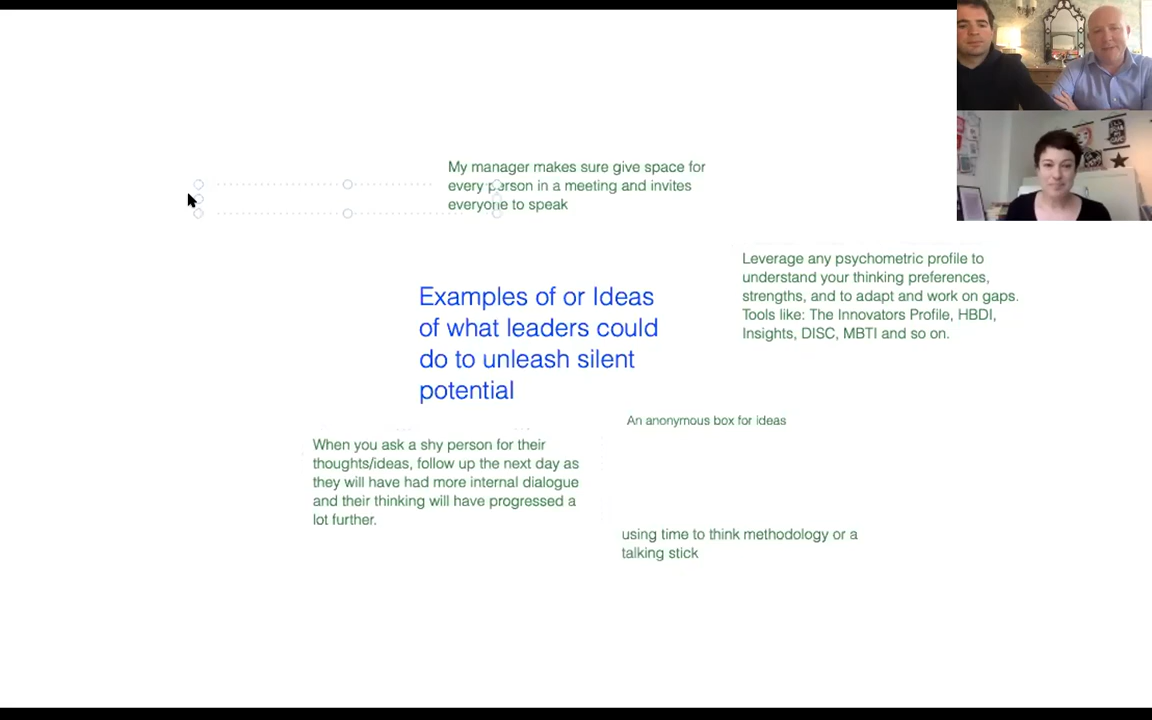 My manager makes sure give space for
every person in a meeting and invites
everyone to speak
Leverage any psychometric profile to
understand your thinking preferences,
strengths, and to adapt and work on gaps.
Tools like: The Innovators Profile, HBDI,
Insights, DISC, MBTI and so on.
Examples of or Ideas
of what leaders could
do to unleash silent
potential
An anonymous box for ideas
When you ask a shy person for their
thoughts/ideas, follow up the next day as
they will have had more internal dialogue
and their thinking will have progressed a
lot further.
using time to think methodology or a
talking stick